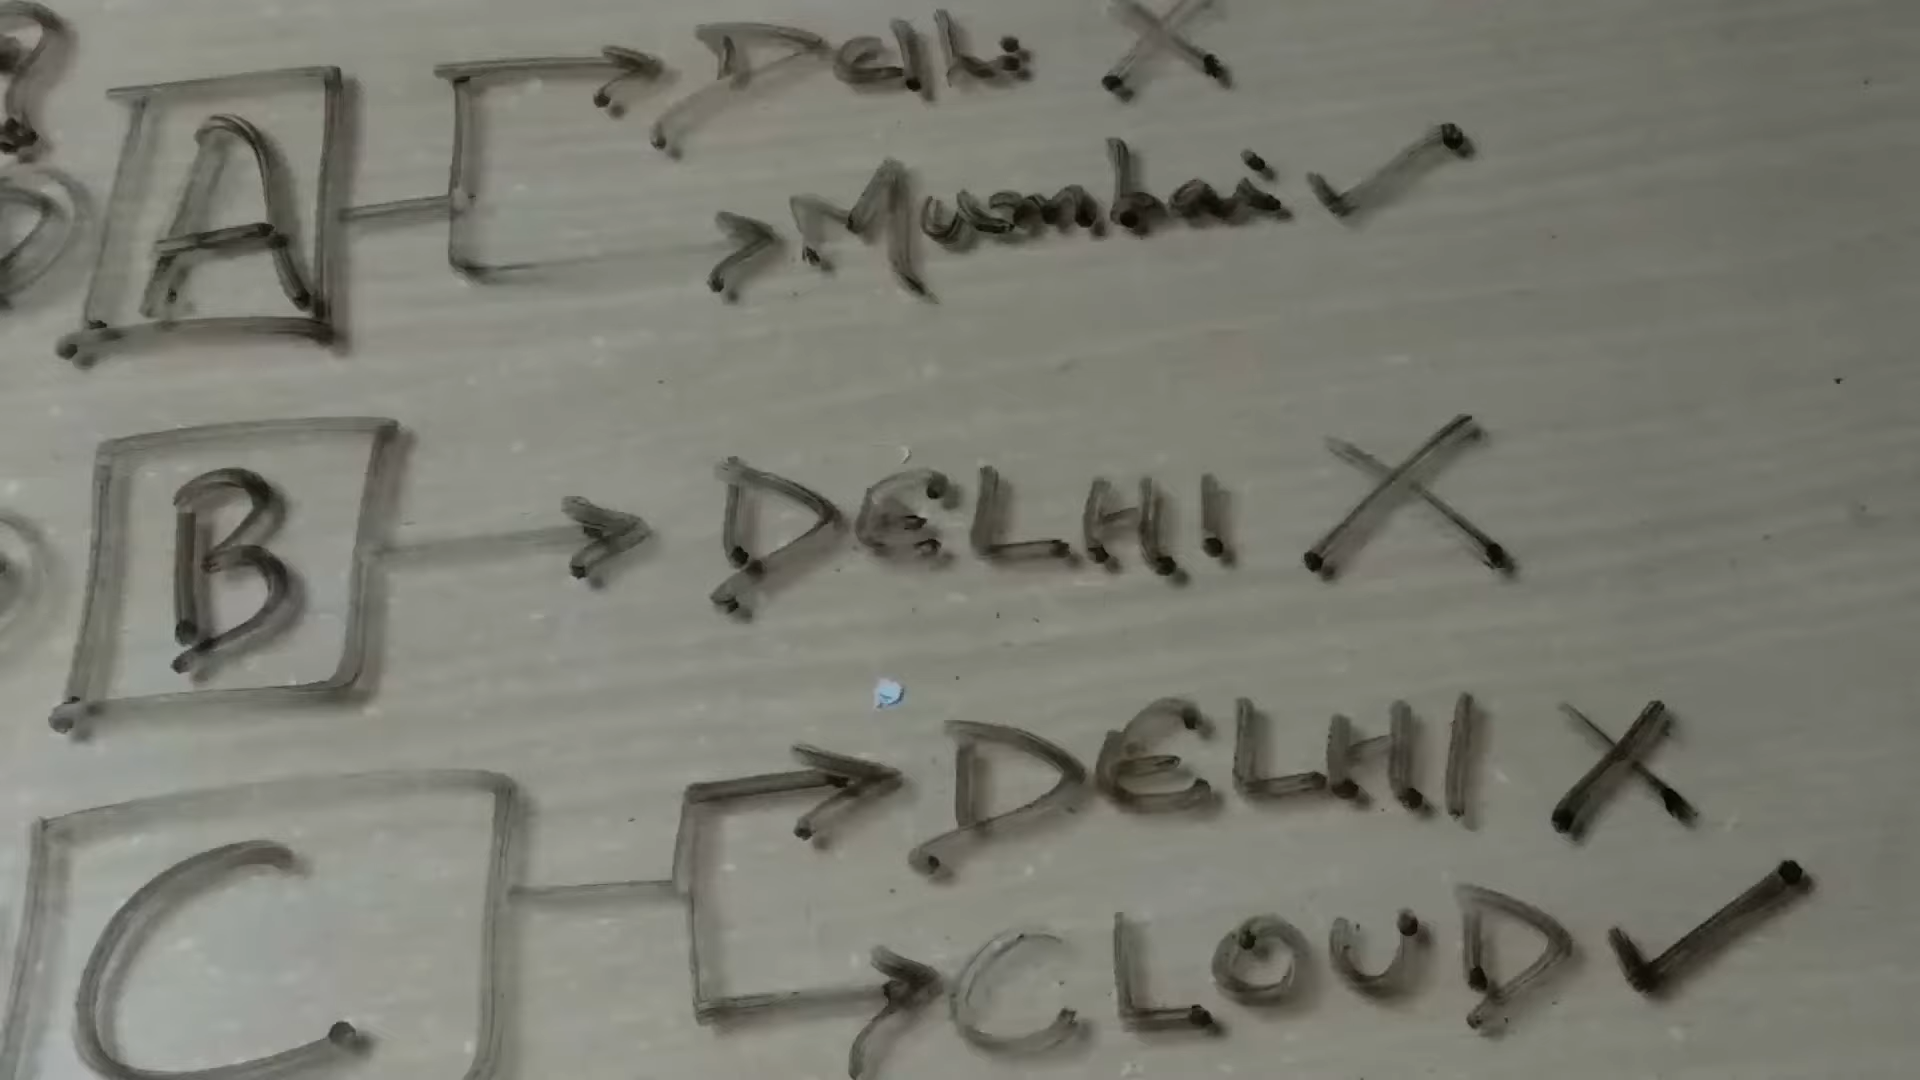 A Delhi X
Mumbai ✓
B DELHI X
C DELHI X
CLOUD ✓